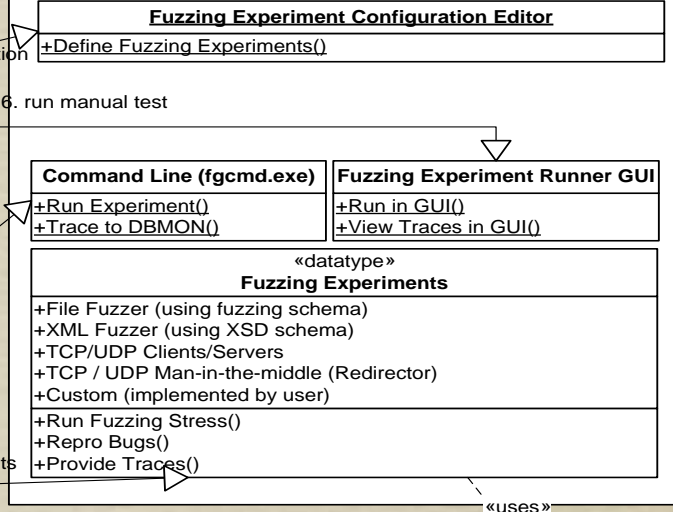 Fuzzing Experiment Configuration Editor
+Define Fuzzing Experiments()
tion
6. run manual test
Command Line (fgcmd.exe)
+Run Experiment()
+Trace to DBMON()
Fuzzing Experiment Runner GUI
+Run in GUI()
+View Traces in GUI()
«datatype»
Fuzzing Experiments
+File Fuzzer (using fuzzing schema)
+XML Fuzzer (using XSD schema)
+TCP/UDP Clients/Servers
+TCP / UDP Man-in-the-middle (Redirector)
+Custom (implemented by user)
+Run Fuzzing Stress()
+Repro Bugs()
+Provide Traces()
ts
«uses»